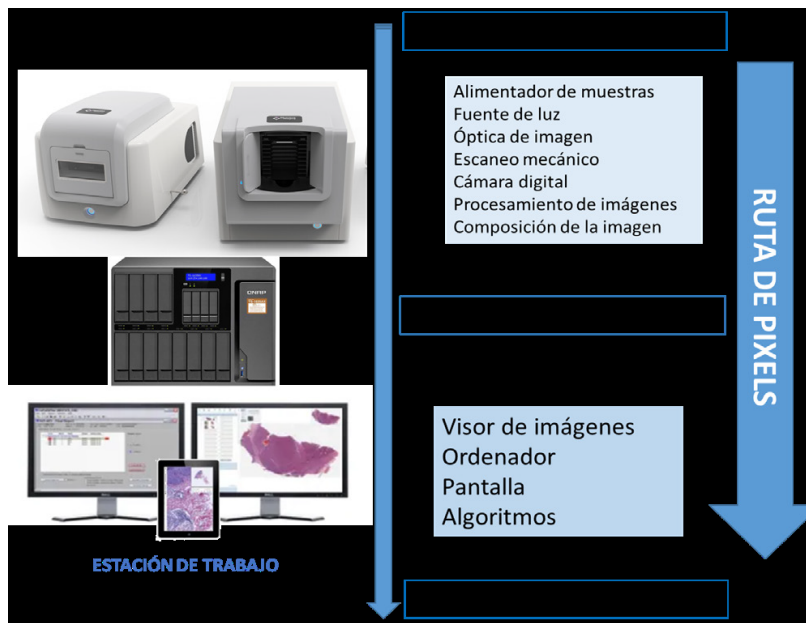 Alimentador de muestras
Fuente de luz
Óptica de imagen
Escaneo mecánico
Cámara digital
Procesamiento de imágenes
Composición de la imagen
RUTA DE PIXELS
QNAP
Visor de imágenes
Ordenador
Pantalla
Algoritmos
ESTACIÓN DE TRABAJO